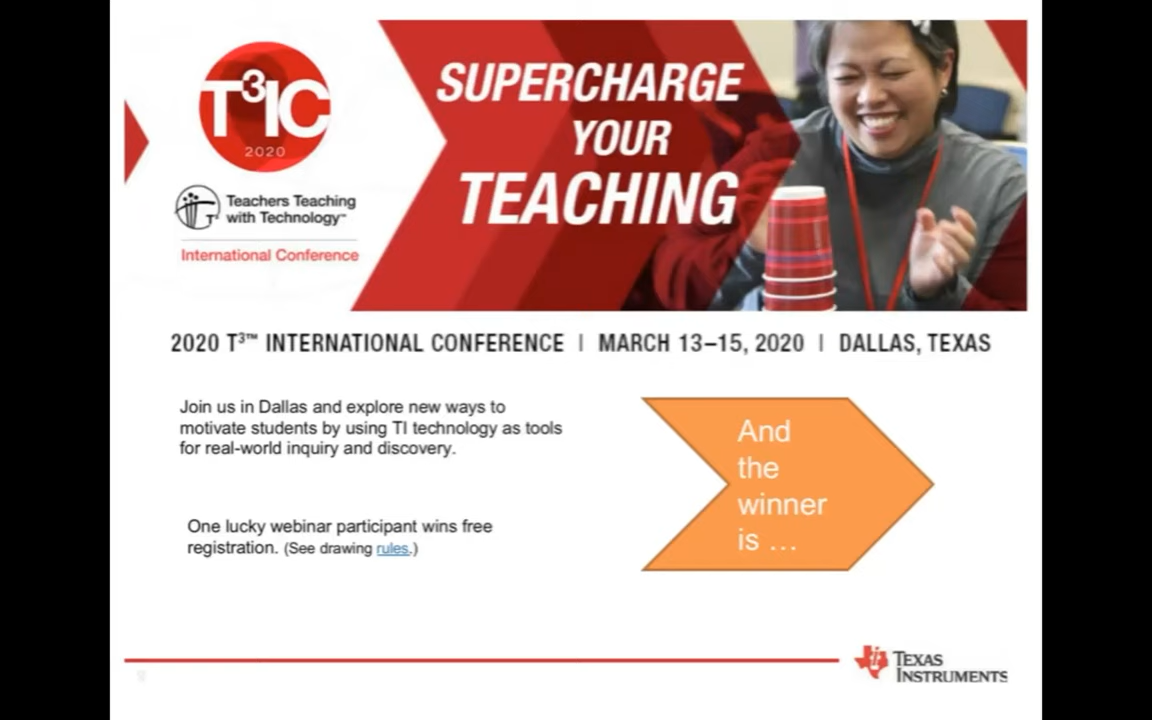 T³IC
2020
Teachers Teaching
with Technology™
International Conference
SUPERCHARGE
YOUR
TEACHING
2020 T³™ INTERNATIONAL CONFERENCE | MARCH 13–15, 2020 | DALLAS, TEXAS
Join us in Dallas and explore new ways to
motivate students by using TI technology as tools
for real-world inquiry and discovery.
One lucky webinar participant wins free
registration. (See drawing rules.)
And
the
winner
is …
TEXAS
INSTRUMENTS